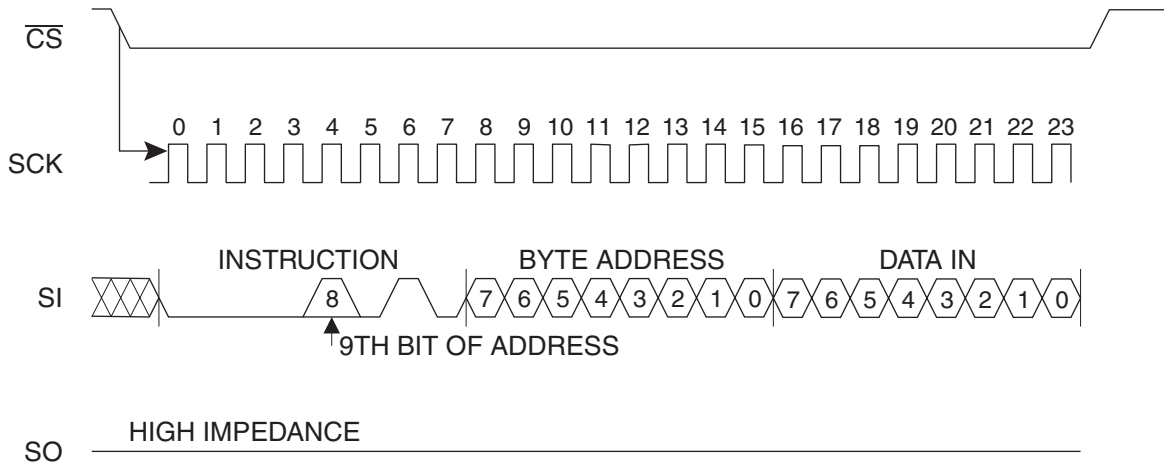 CS
0 1 2 3 4 5 6 7 8 9 10 11 12 13 14 15 16 17 18 19 20 21 22 23
SCK
INSTRUCTION BYTE ADDRESS DATA IN
SI 8 7 6 5 4 3 2 1 0 7 6 5 4 3 2 1 0
9TH BIT OF ADDRESS
HIGH IMPEDANCE
SO